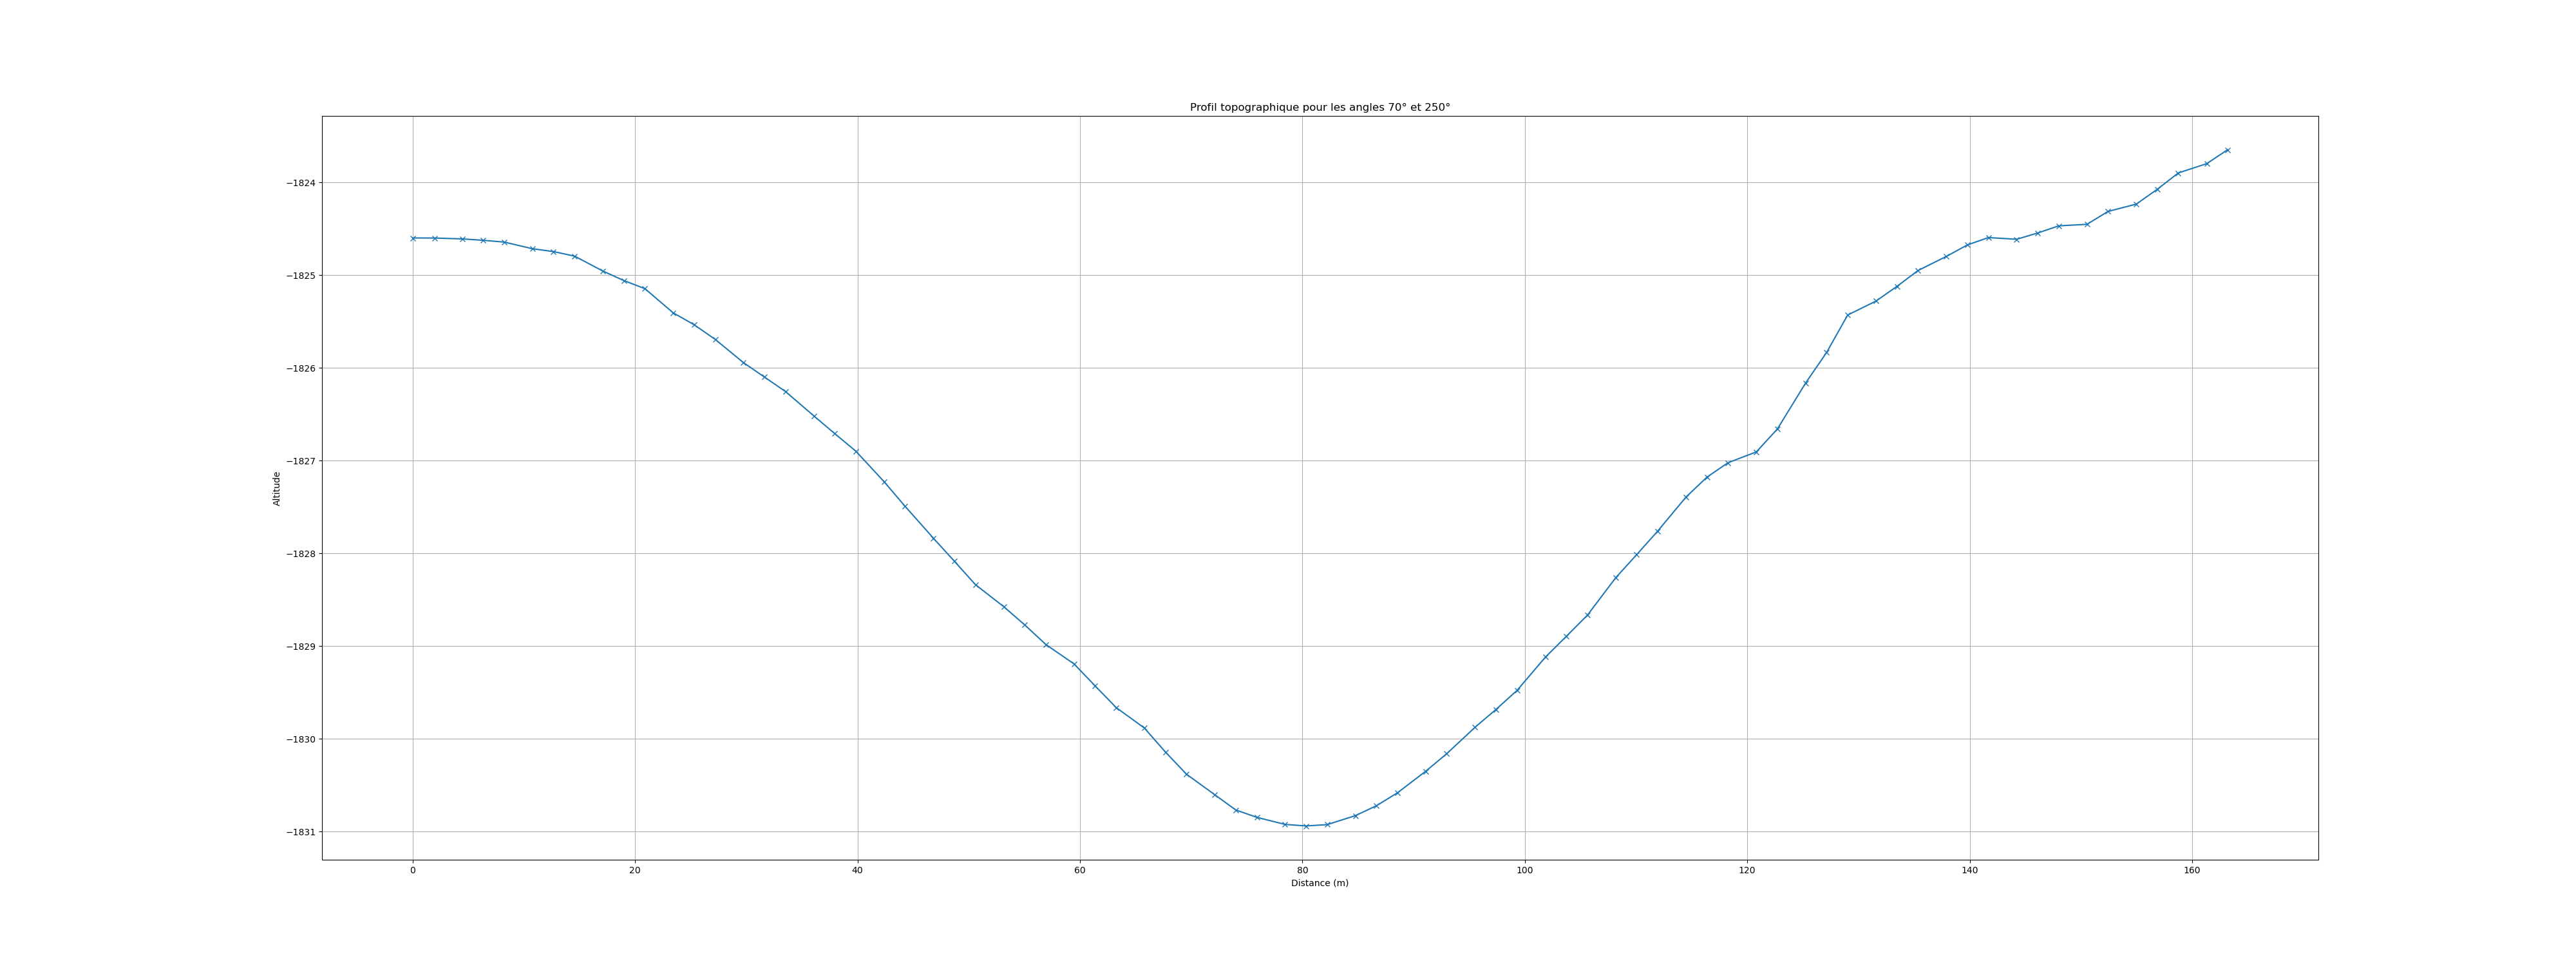 Profil topographique pour les angles 70° et 250°
−1824
−1825
−1826
−1827
Altitude
−1828
−1829
−1830
−1831
0 20 40 60 80 100 120 140 160
Distance (m)